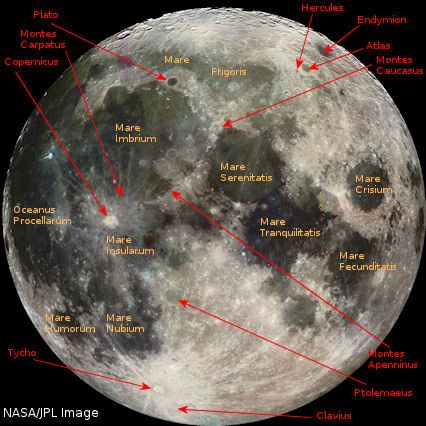 Hercules
Plato
Endymion
Montes
Carpatus
Atlas
Copernicus
Mare
Frigoris
Montes
Caucasus
Mare
Imbrium
Mare
Serenitatis
Mare
Crisium
Oceanus
Procellarum
Mare
Insularum
Mare
Tranquilitatis
Mare
Fecunditatis
Mare
Humorum
Mare
Nubium
Tycho
Montes
Apenninus
Ptolemaeus
NASA/JPL Image
Clavius